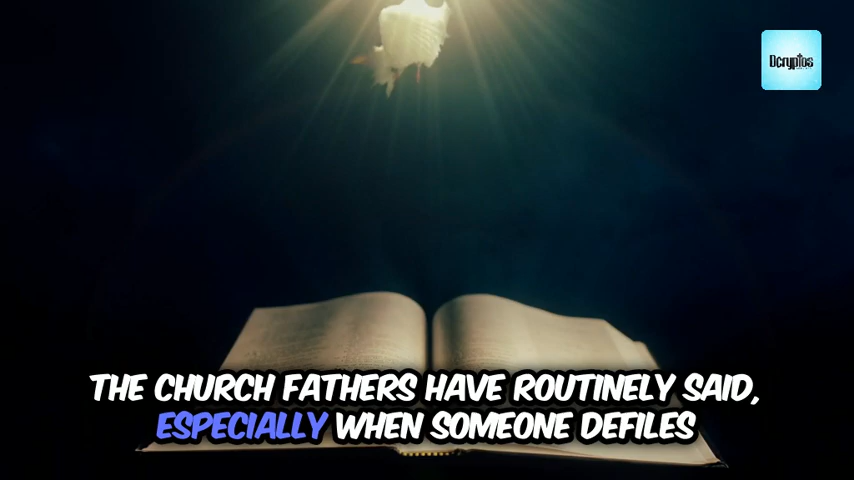 Dcryptos
THE CHURCH FATHERS HAVE ROUTINELY SAID,
ESPECIALLY WHEN SOMEONE DEFILES